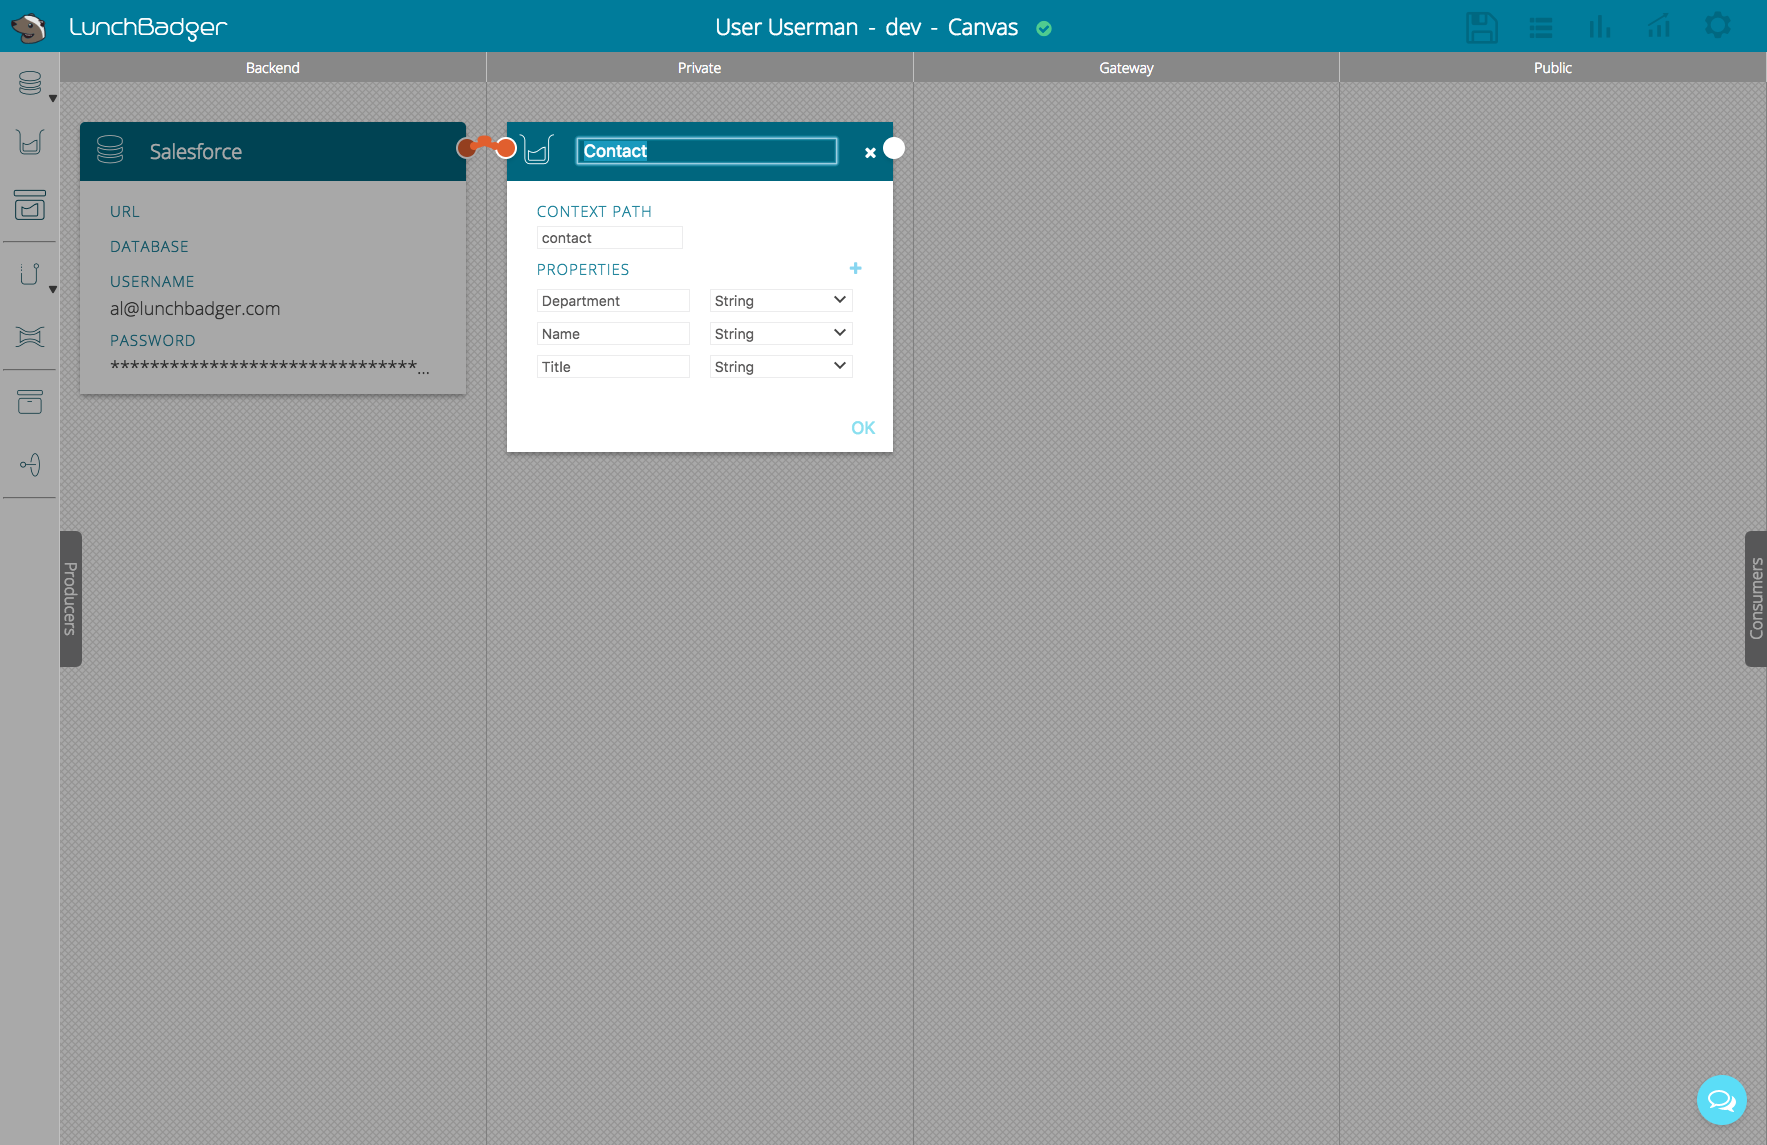 LunchBadger
User Userman - dev - Canvas
Backend
Private
Gateway
Public
Salesforce
URL
DATABASE
USERNAME
al@lunchbadger.com
PASSWORD
*******************************...
Contact
CONTEXT PATH
contact
PROPERTIES
Department
String
Name
String
Title
String
OK
Producers
Consumers